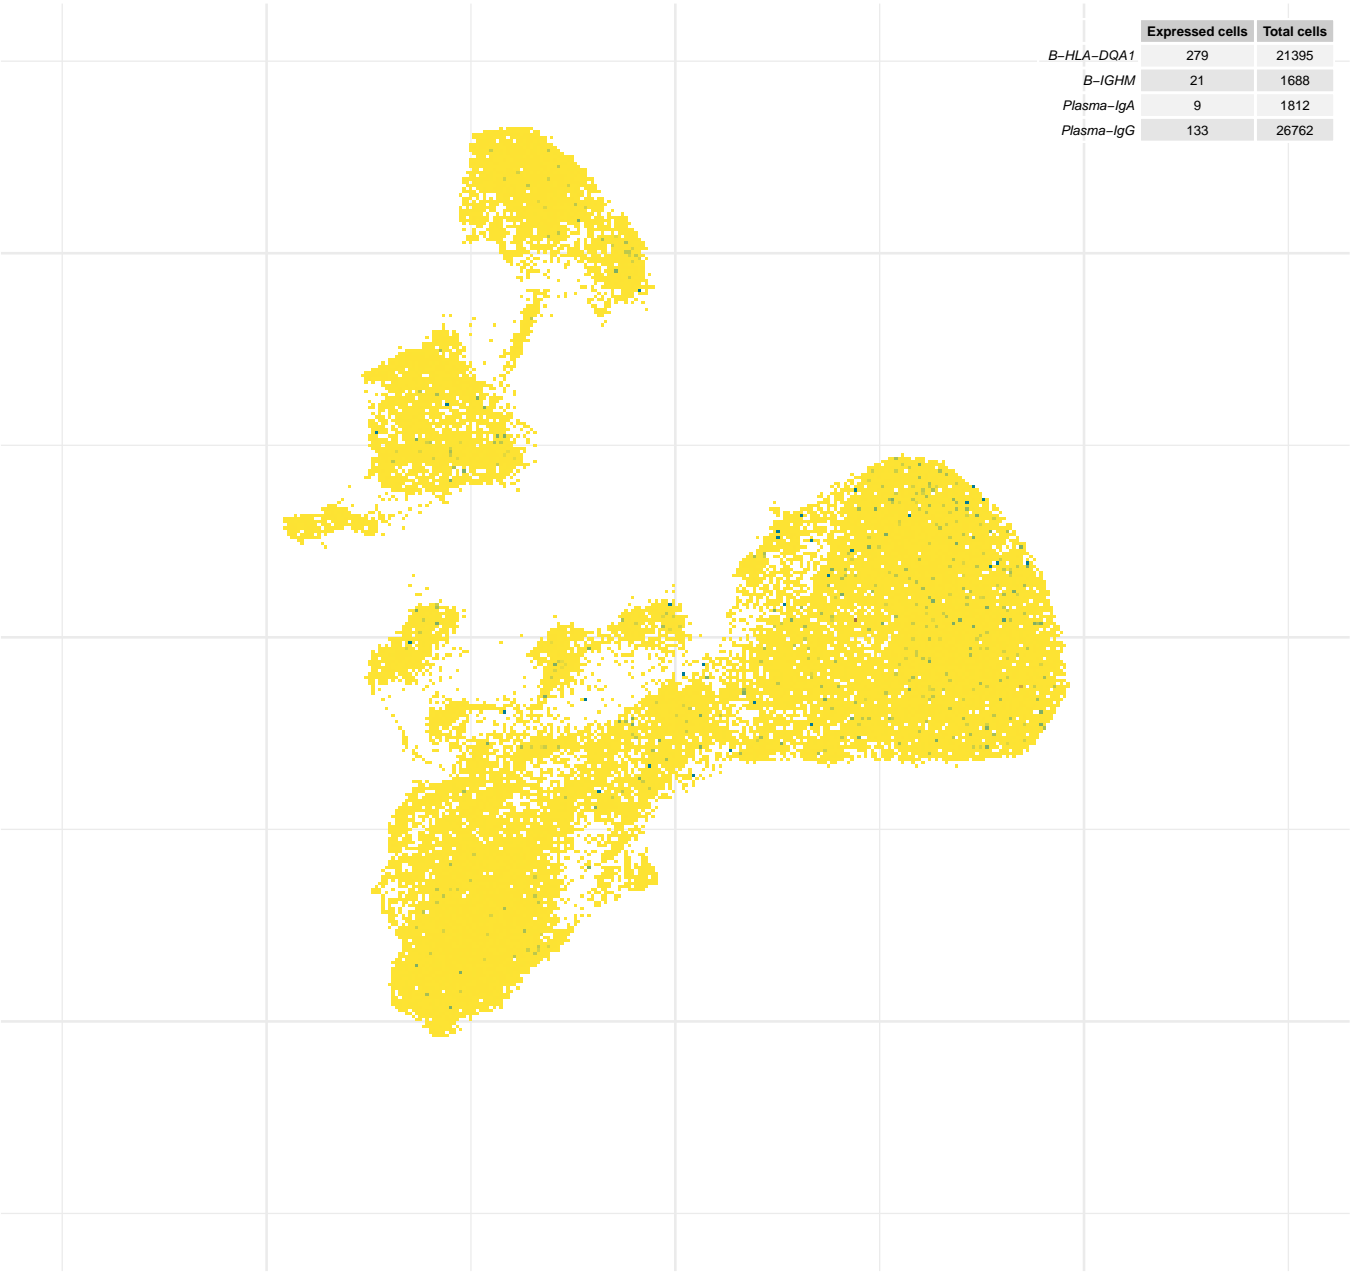 Expressed cells Total cells
B−HLA−DQA1 279 21395
B−IGHM 21 1688
Plasma−IgA 9 1812
Plasma−IgG 133 26762